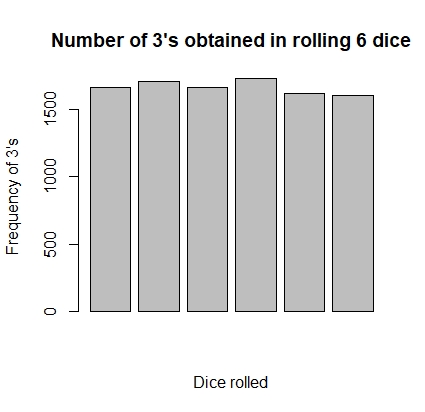 Number of 3's obtained in rolling 6 dice
Frequency of 3's
1500
1000
500
0
Dice rolled